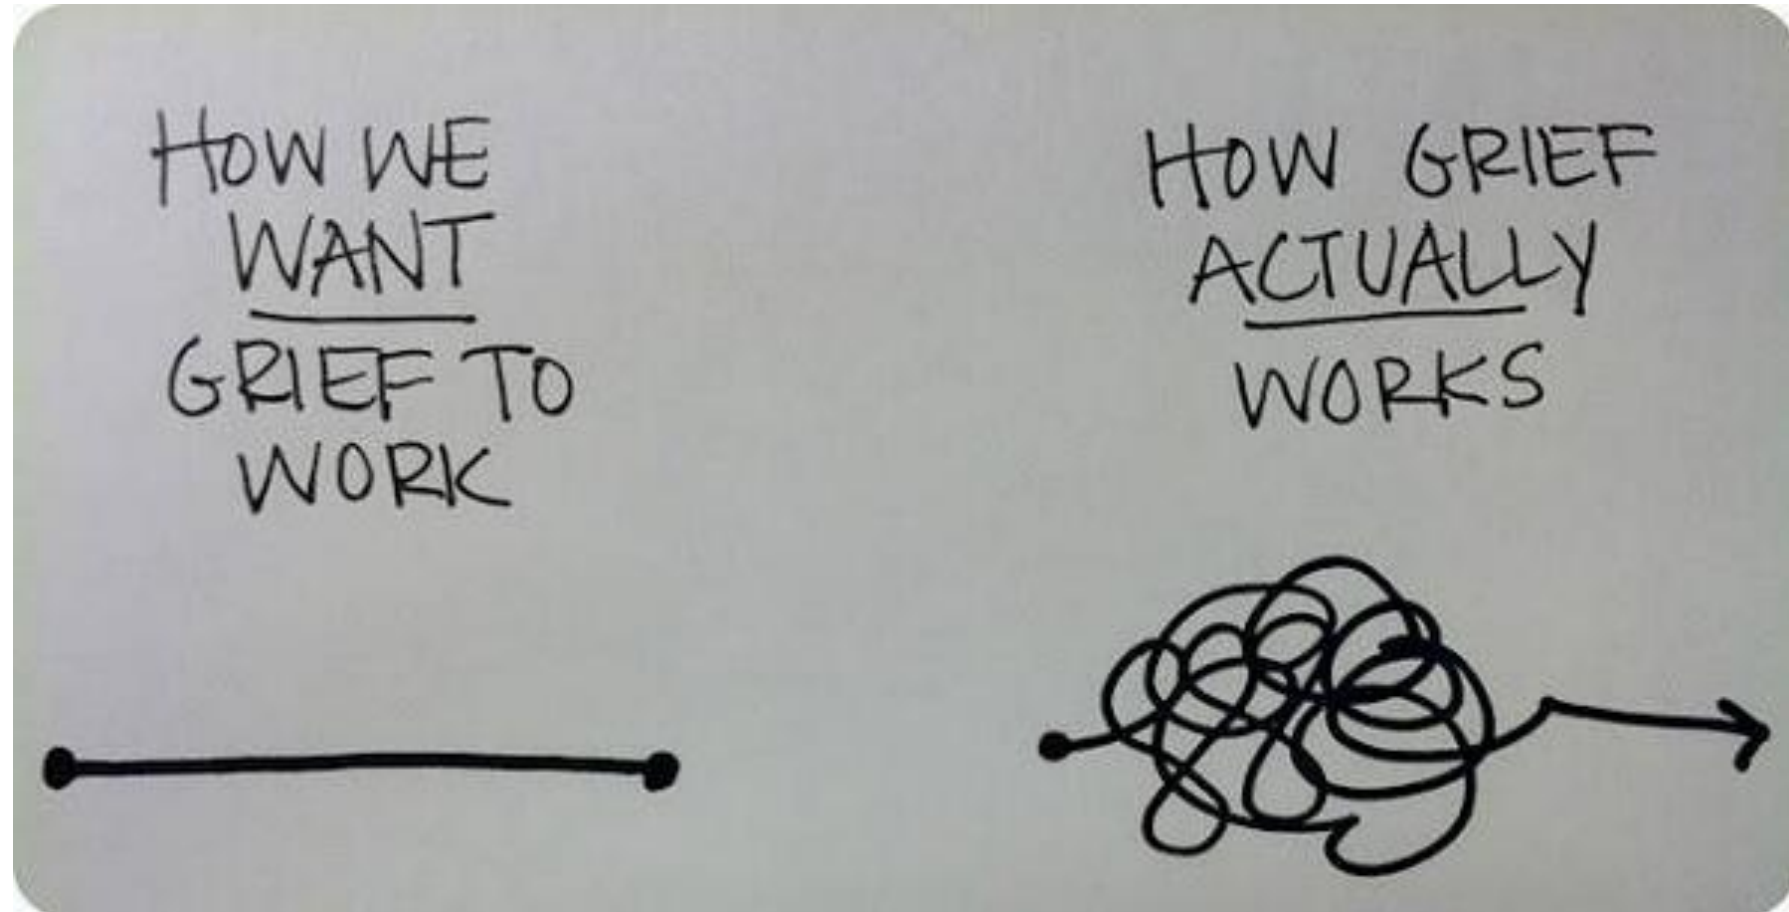 HOW WE
WANT
GRIEF TO
WORK
HOW GRIEF
ACTUALLY
WORKS